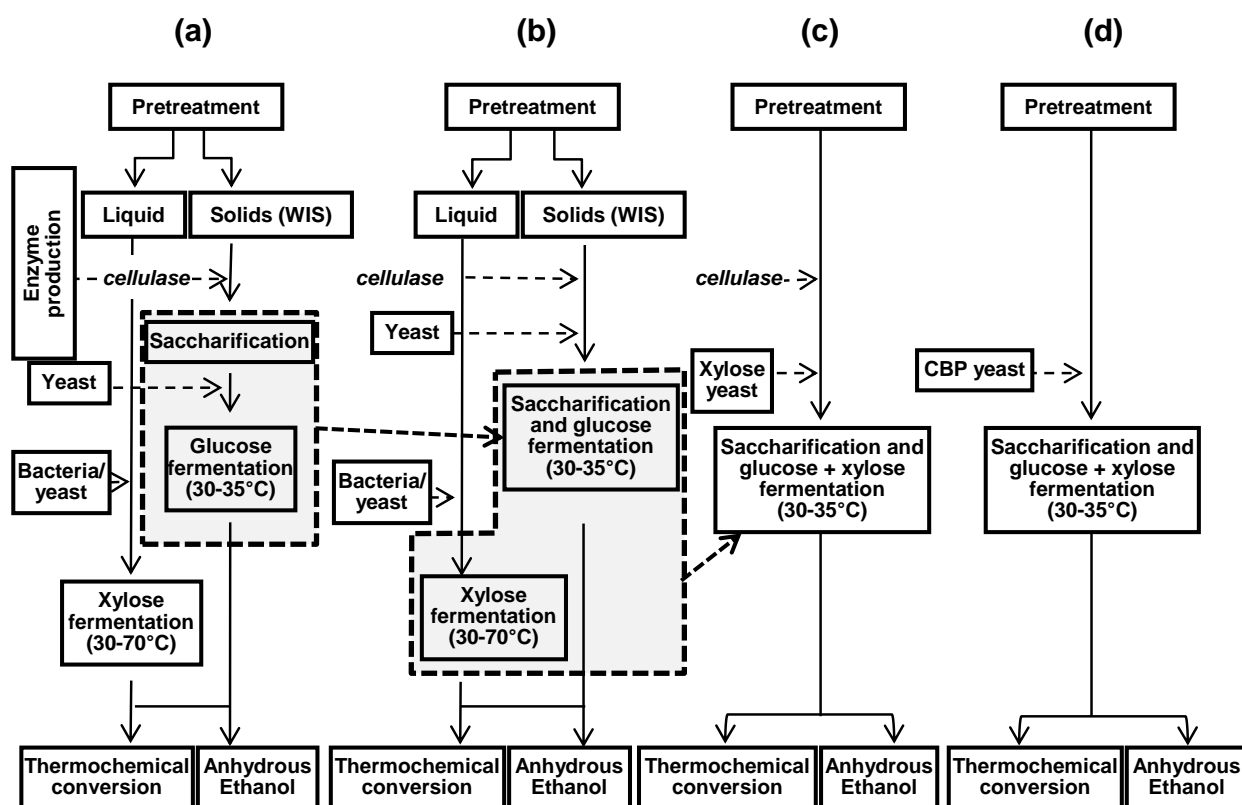 (a)
(b)
(c)
(d)
Pretreatment
Pretreatment
Pretreatment
Pretreatment
Enzyme
production
Liquid
Solids (WIS)
Liquid
Solids (WIS)
cellulase
cellulase
cellulase
Saccharification
Yeast
Yeast
Xylose
yeast
CBP yeast
Glucose
fermentation
(30-35°C)
Saccharification
and glucose
fermentation
(30-35°C)
Saccharification and
glucose + xylose
fermentation
(30-35°C)
Saccharification and
glucose + xylose
fermentation
(30-35°C)
Bacteria/
yeast
Bacteria/
yeast
Xylose
fermentation
(30-70°C)
Xylose
fermentation
(30-70°C)
Thermochemical
conversion
Anhydrous
Ethanol
Thermochemical
conversion
Anhydrous
Ethanol
Thermochemical
conversion
Anhydrous
Ethanol
Thermochemical
conversion
Anhydrous
Ethanol